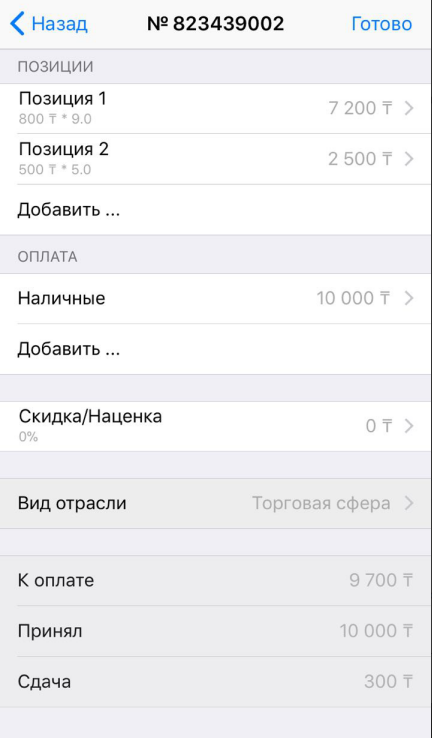 Назад № 823439002 Готово
ПОЗИЦИИ
Позиция 1
800 ₸ * 9.0
7 200 ₸
Позиция 2
500 ₸ * 5.0
2 500 ₸
Добавить ...
ОПЛАТА
Наличные 10 000 ₸
Добавить ...
Скидка/Наценка
0%
0 ₸
Вид отрасли Торговая сфера
К оплате 9 700 ₸
Принял 10 000 ₸
Сдача 300 ₸